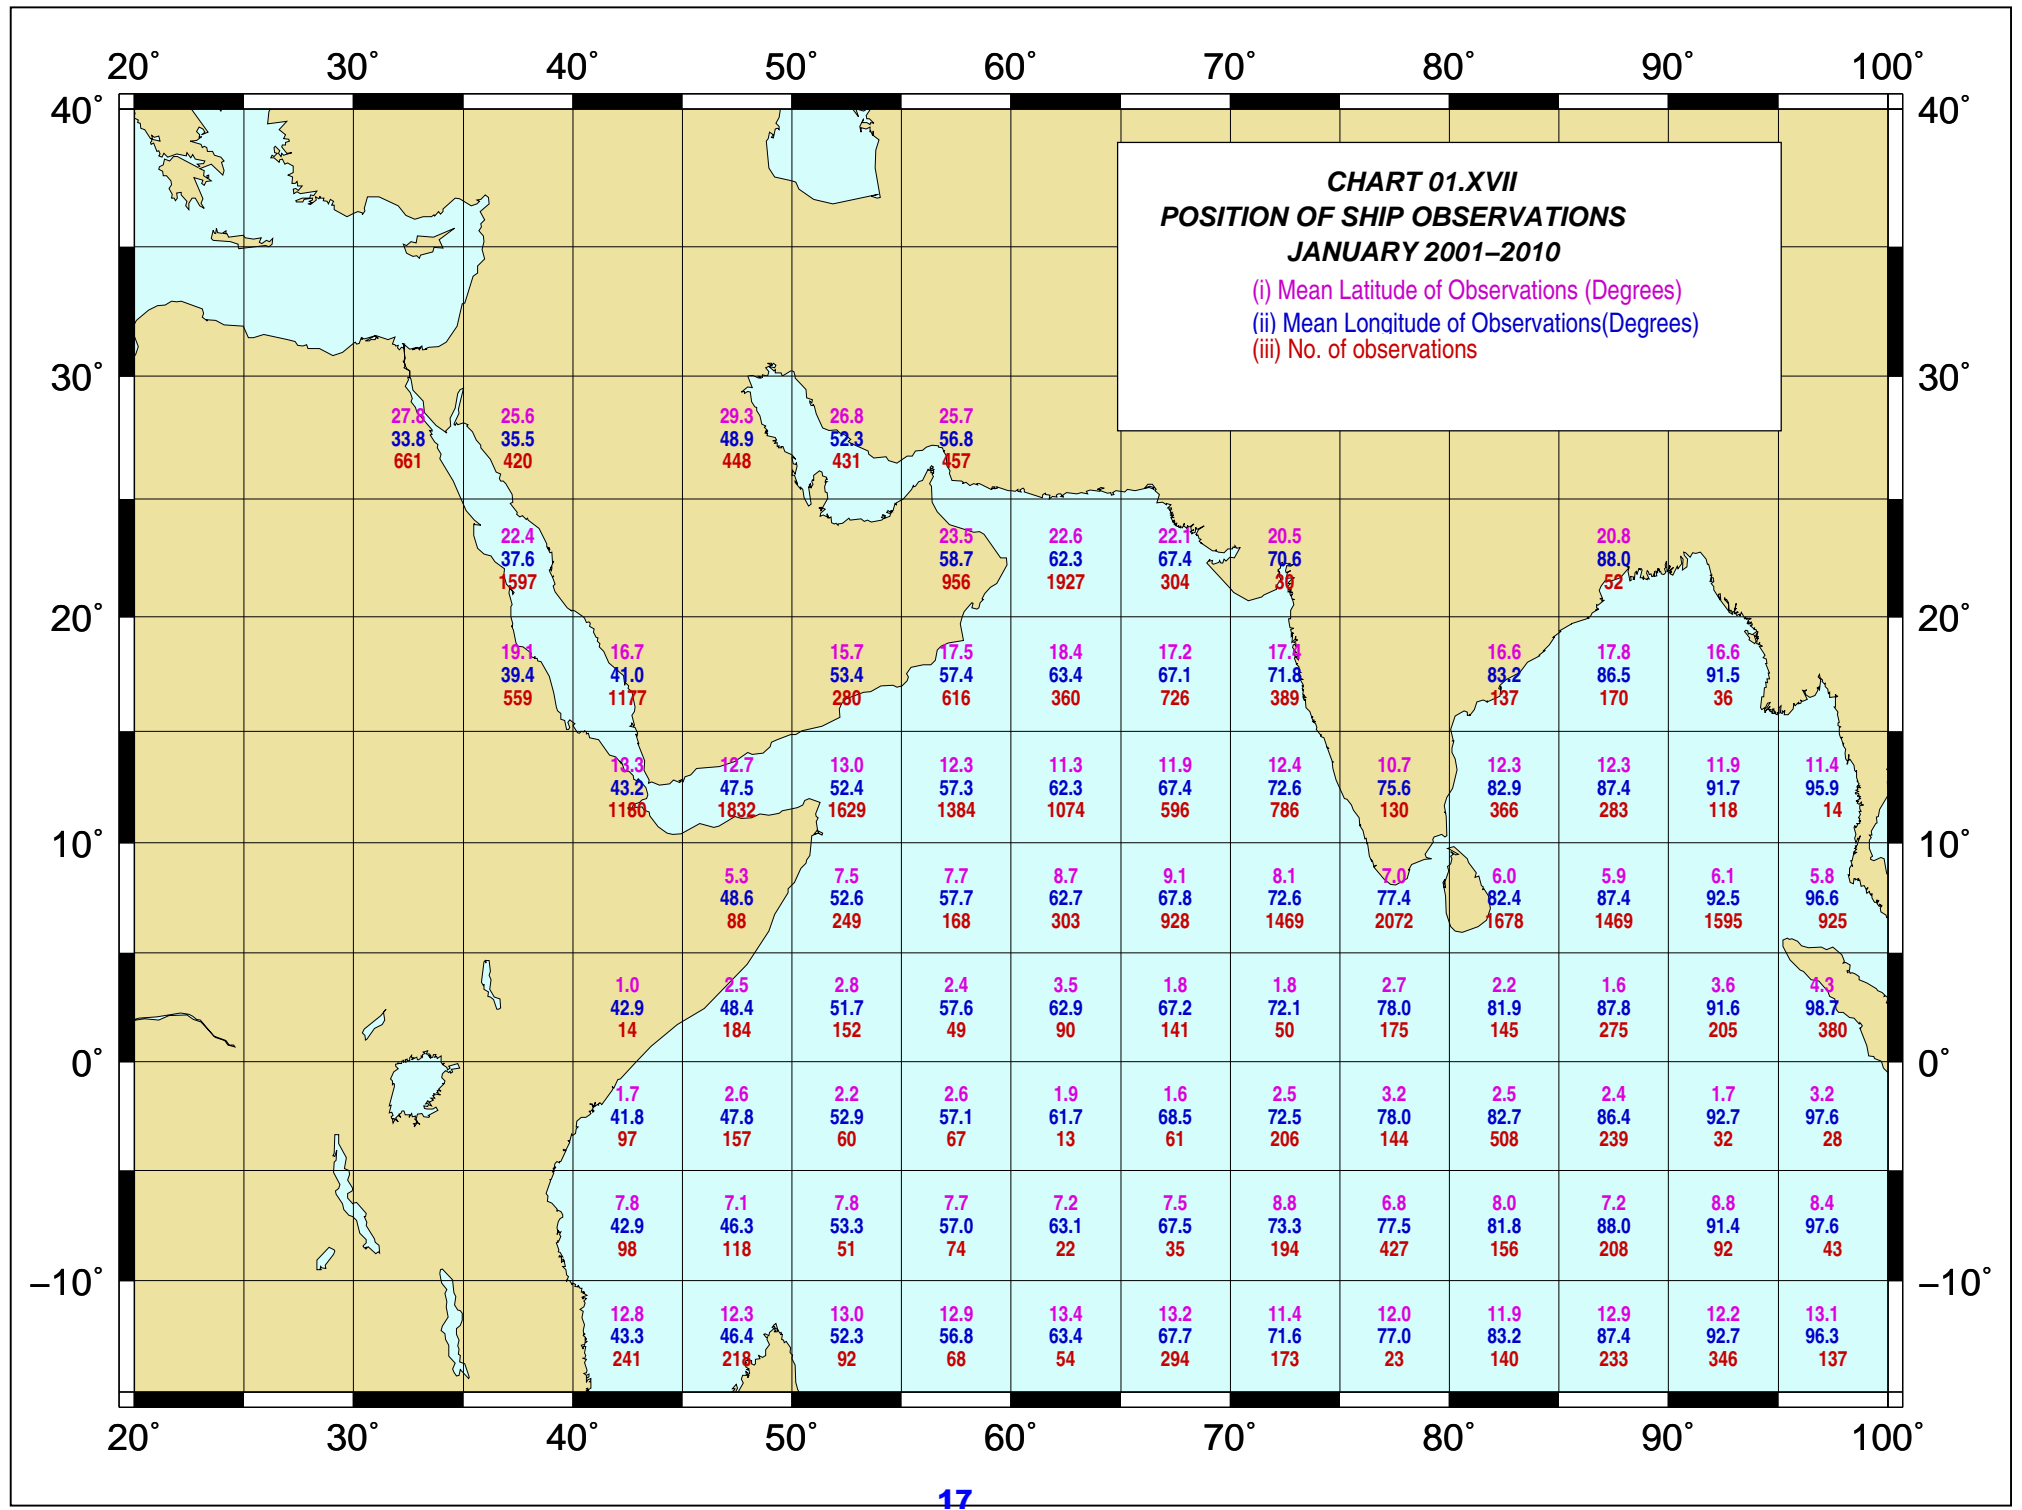 20° 30° 40° 50° 60° 70° 80° 90° 100°
40° 40°
CHART 01.XVII
POSITION OF SHIP OBSERVATIONS
JANUARY 2001–2010
(i) Mean Latitude of Observations (Degrees)
(ii) Mean Longitude of Observations(Degrees)
(iii) No. of observations
30° 30°
27.8 25.6 29.3 26.8 25.7
33.8 35.5 48.9 52.3 56.8
661 420 448 431 457
22.4 23.5 22.6 22.1 20.5 20.8
37.6 58.7 62.3 67.4 70.6 88.0
1597 956 1927 304 30 52
20° 20°
19.1 16.7 15.7 17.5 18.4 17.2 17.4 16.6 17.8 16.6
39.4 41.0 53.4 57.4 63.4 67.1 71.8 83.2 86.5 91.5
559 1177 280 616 360 726 389 137 170 36
13.3 12.7 13.0 12.3 11.3 11.9 12.4 10.7 12.3 12.3 11.9 11.4
43.2 47.5 52.4 57.3 62.3 67.4 72.6 75.6 82.9 87.4 91.7 95.9
1180 1832 1629 1384 1074 596 786 130 366 283 118 14
10° 10°
5.3 7.5 7.7 8.7 9.1 8.1 7.0 6.0 5.9 6.1 5.8
48.6 52.6 57.7 62.7 67.8 72.6 77.4 82.4 87.4 92.5 96.6
88 249 168 303 928 1469 2072 1678 1469 1595 925
1.0 2.5 2.8 2.4 3.5 1.8 1.8 2.7 2.2 1.6 3.6 4.3
42.9 48.4 51.7 57.6 62.9 67.2 72.1 78.0 81.9 87.8 91.6 98.7
14 184 152 49 90 141 50 175 145 275 205 380
0° 0°
1.7 2.6 2.2 2.6 1.9 1.6 2.5 3.2 2.5 2.4 1.7 3.2
41.8 47.8 52.9 57.1 61.7 68.5 72.5 78.0 82.7 86.4 92.7 97.6
97 157 60 67 13 61 206 144 508 239 32 28
7.8 7.1 7.8 7.7 7.2 7.5 8.8 6.8 8.0 7.2 8.8 8.4
42.9 46.3 53.3 57.0 63.1 67.5 73.3 77.5 81.8 88.0 91.4 97.6
98 118 51 74 22 35 194 427 156 208 92 43
–10° –10°
12.8 12.3 13.0 12.9 13.4 13.2 11.4 12.0 11.9 12.9 12.2 13.1
43.3 46.4 52.3 56.8 63.4 67.7 71.6 77.0 83.2 87.4 92.7 96.3
241 218 92 68 54 294 173 23 140 233 346 137
20° 30° 40° 50° 60° 70° 80° 90° 100°
17